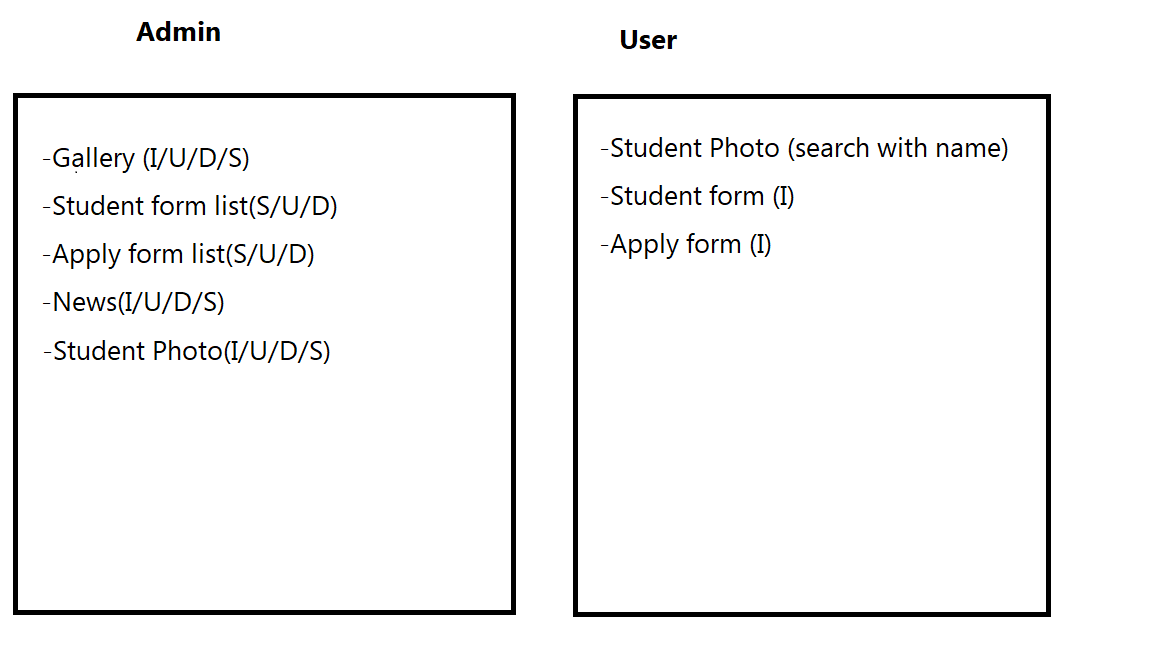 Admin
-Gallery (I/U/D/S)
-Student form list(S/U/D)
-Apply form list(S/U/D)
-News(I/U/D/S)
-Student Photo(I/U/D/S)
User
-Student Photo (search with name)
-Student form (I)
-Apply form (I)